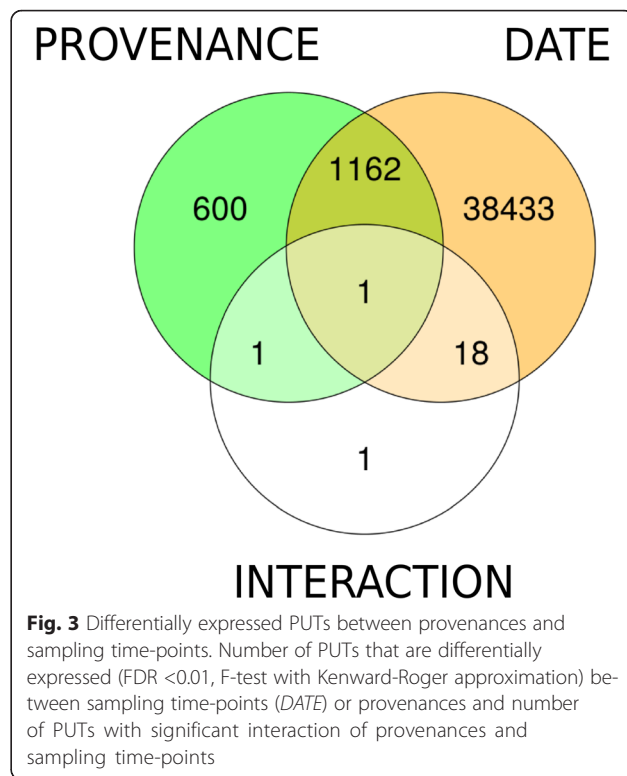 PROVENANCE DATE
1162
600 38433
1
1 18
1
INTERACTION
Fig. 3 Differentially expressed PUTs between provenances and
sampling time-points. Number of PUTs that are differentially
expressed (FDR <0.01, F-test with Kenward-Roger approximation) be-
tween sampling time-points (DATE) or provenances and number
of PUTs with significant interaction of provenances and
sampling time-points